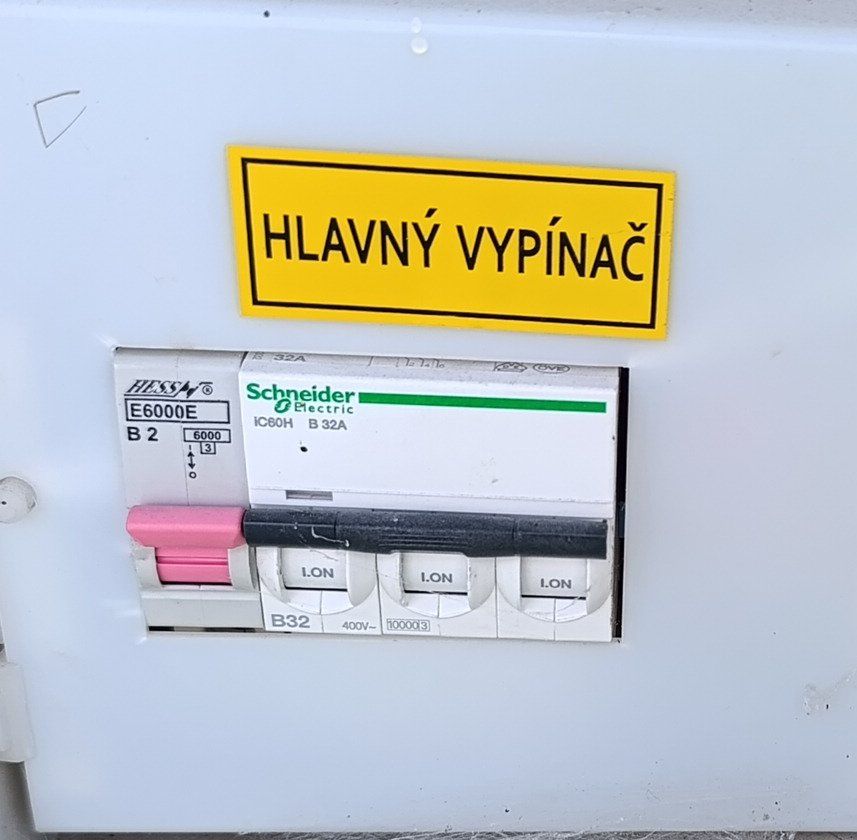 HLAVNÝ VYPÍNAČ
32A
HESS ®
E6000E
B 2
6000
3
Schneider
Electric
iC60H B 32A
I.ON
I.ON
I.ON
B32
400V~
10000 3